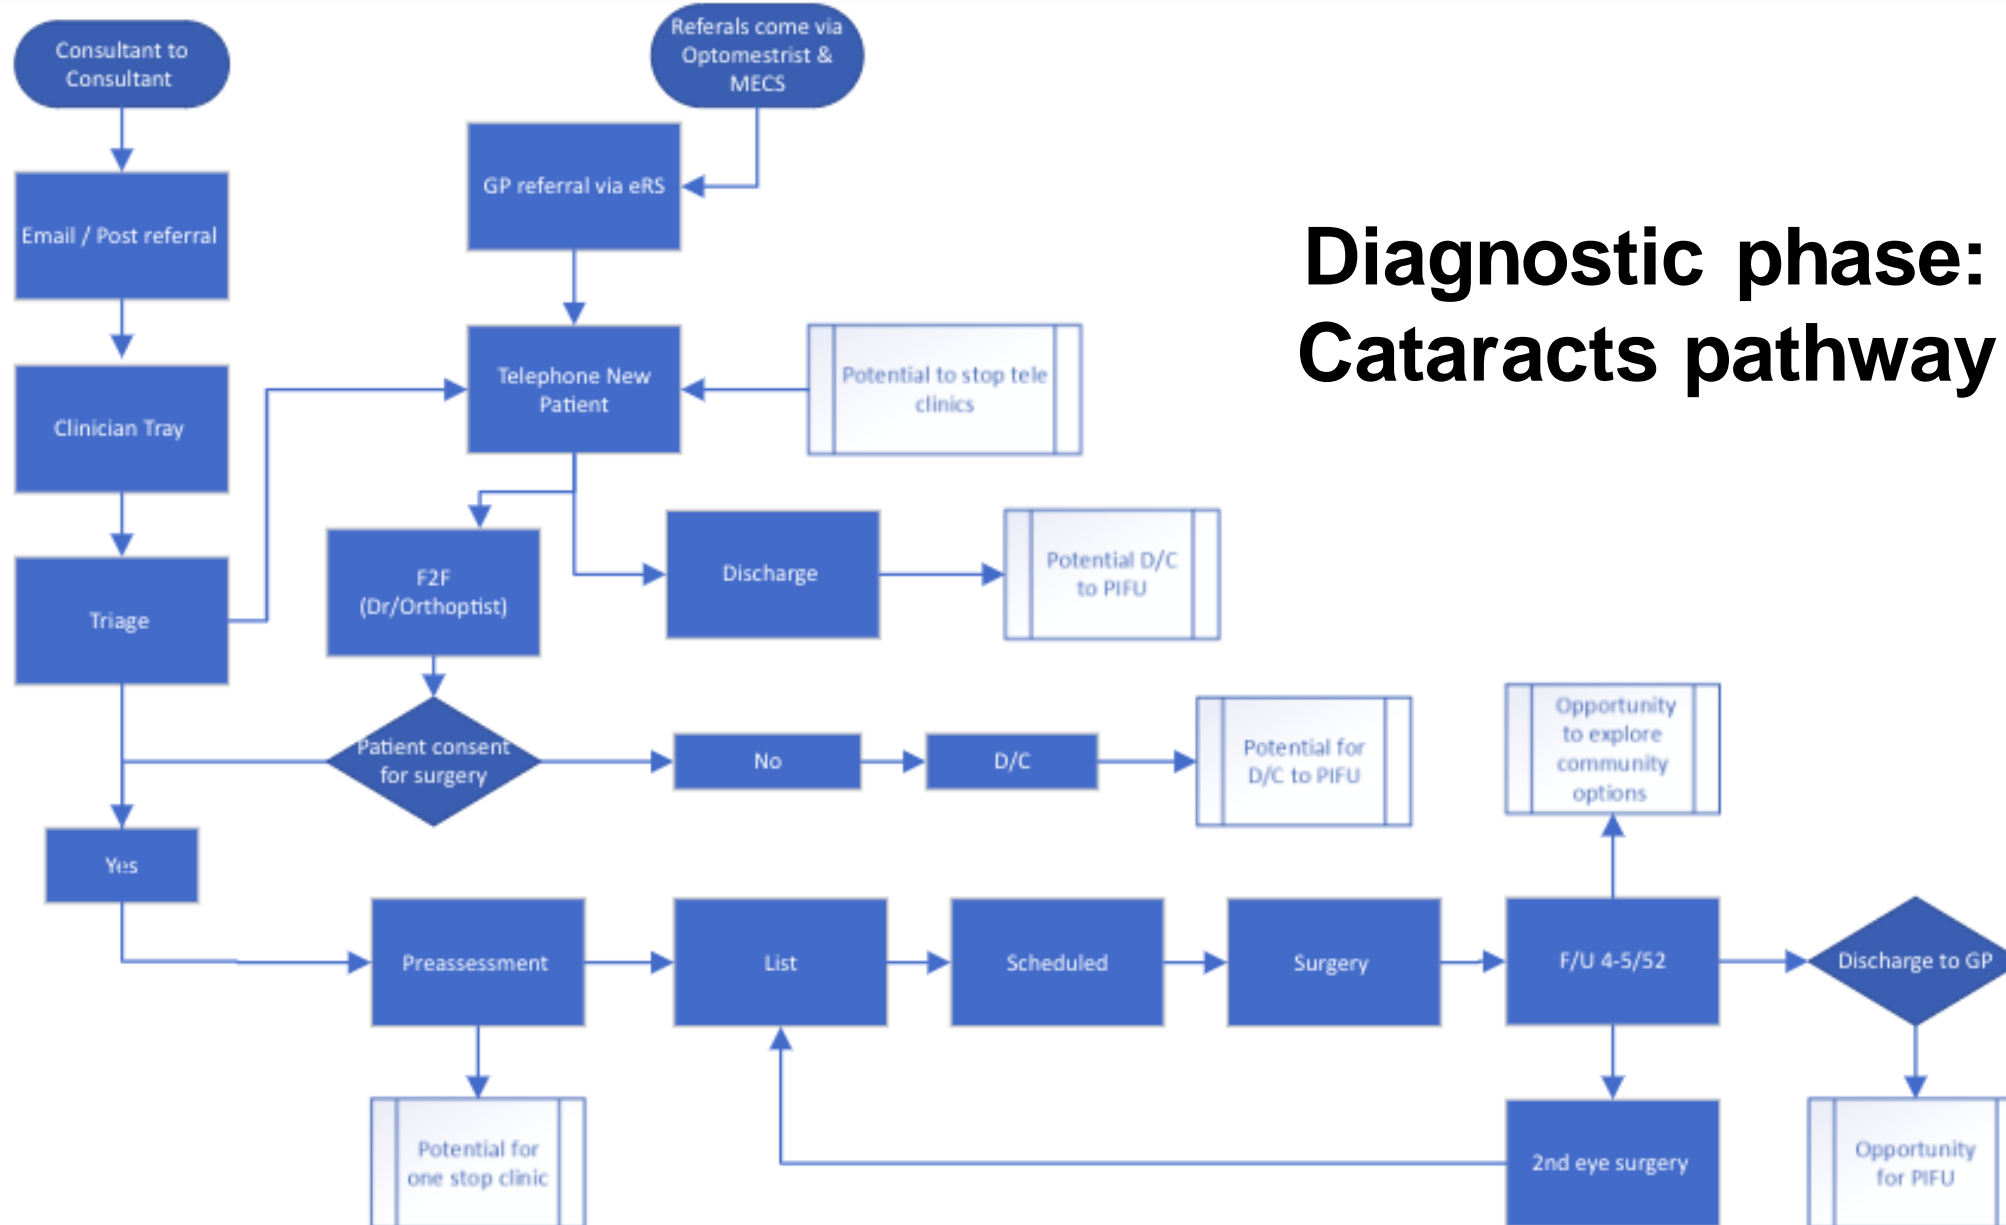 Consultant to
Consultant
Referals come via
Optomestrist &
MECS
Email / Post referral
GP referral via eRS
Diagnostic phase:
Cataracts pathway
Clinician Tray
Telephone New
Patient
Potential to stop tele
clinics
Triage
F2F
(Dr/Orthoptist)
Discharge
Potential D/C
to PIFU
Patient consent
for surgery
No
D/C
Potential for
D/C to PIFU
Opportunity
to explore
community
options
Yes
Preassessment
List
Scheduled
Surgery
F/U 4-5/52
Discharge to GP
Potential for
one stop clinic
2nd eye surgery
Opportunity
for PIFU